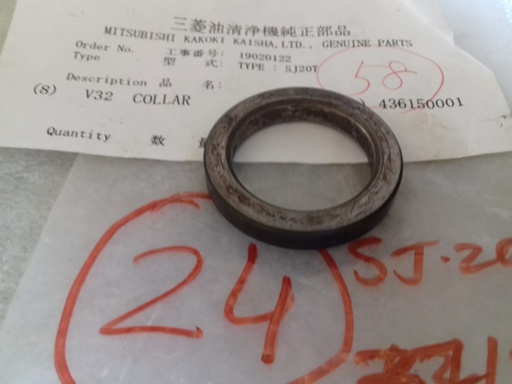 三菱油清浄機純正部品
MITSUBISHI KAKOKI KAISHA,LTD., GENUINE PARTS
Order No. 工事番号: 19020122
Type 型 式: TYPE : SJ20T
58
Description 品 名:
(8) V32 COLLAR 436150001
Quantity 数
24
SJ-20